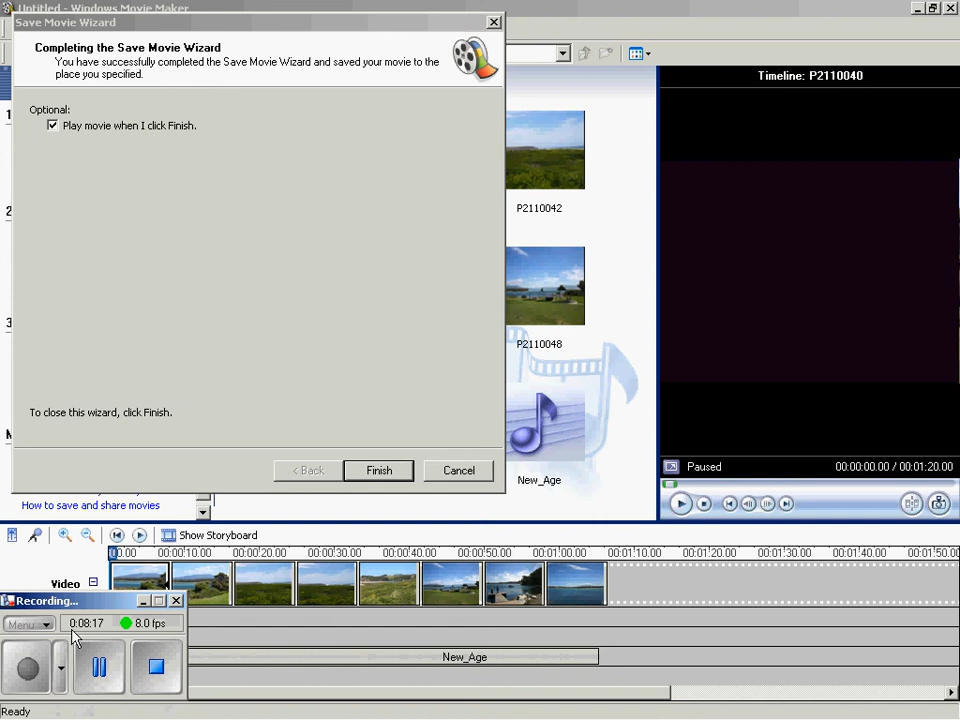 Untitled - Windows Movie Maker
Save Movie Wizard
Completing the Save Movie Wizard
You have successfully completed the Save Movie Wizard and saved your movie to the
place you specified.
Optional:
Play movie when I click Finish.
To close this wizard, click Finish.
< Back
Finish
Cancel
How to save and share movies
P2110042
P2110048
New_Age
Timeline: P2110040
Paused
00:00:00.00 / 00:01:20.00
Show Storyboard
0.00 00:00:10.00 00:00:20.00 00:00:30.00 00:00:40.00 00:00:50.00 00:01:00.00 00:01:10.00 00:01:20.00 00:01:30.00 00:01:40.00 00:01:50.00
Video
Recording...
Menu
0:08:17
8.0 fps
New_Age
Ready